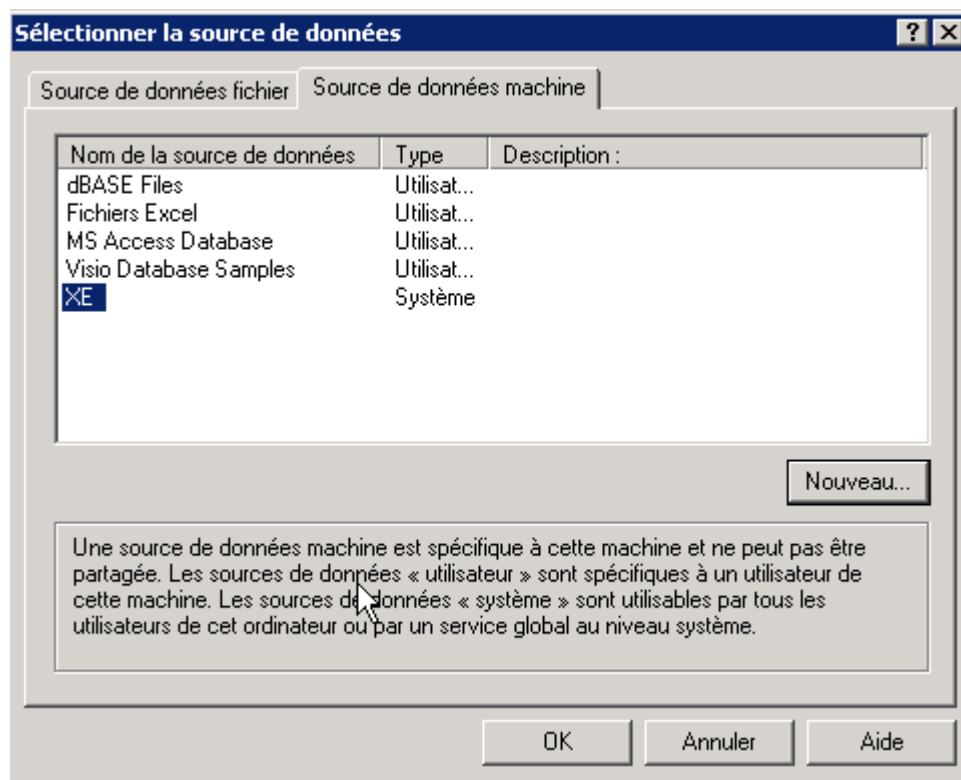 Sélectionner la source de données
Source de données fichier Source de données machine
Nom de la source de données Type Description :
dBASE Files Utilisat...
Fichiers Excel Utilisat...
MS Access Database Utilisat...
Visio Database Samples Utilisat...
XE Système
Nouveau...
Une source de données machine est spécifique à cette machine et ne peut pas être
partagée. Les sources de données « utilisateur » sont spécifiques à un utilisateur de
cette machine. Les sources de données « système » sont utilisables par tous les
utilisateurs de cet ordinateur ou par un service global au niveau système.
OK Annuler Aide